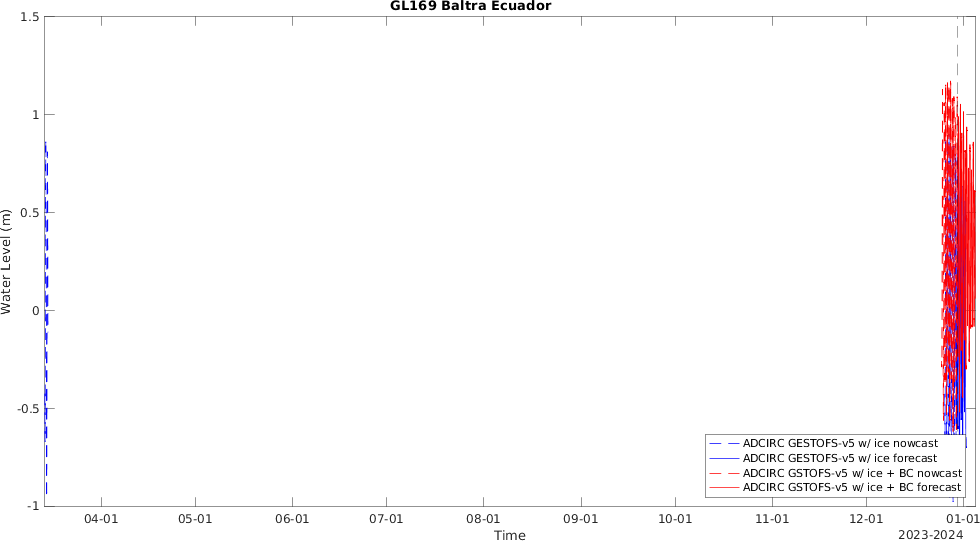 GL169 Baltra Ecuador
Water Level (m)
1.5
1
0.5
0
-0.5
-1
ADCIRC GESTOFS-v5 w/ ice nowcast
ADCIRC GESTOFS-v5 w/ ice forecast
ADCIRC GSTOFS-v5 w/ ice + BC nowcast
ADCIRC GSTOFS-v5 w/ ice + BC forecast
04-01 05-01 06-01 07-01 08-01 09-01 10-01 11-01 12-01 01-01
Time
2023-2024